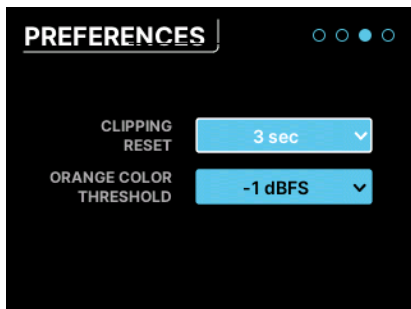 PREFERENCES
CLIPPING
RESET
3 sec
ORANGE COLOR
THRESHOLD
-1 dBFS